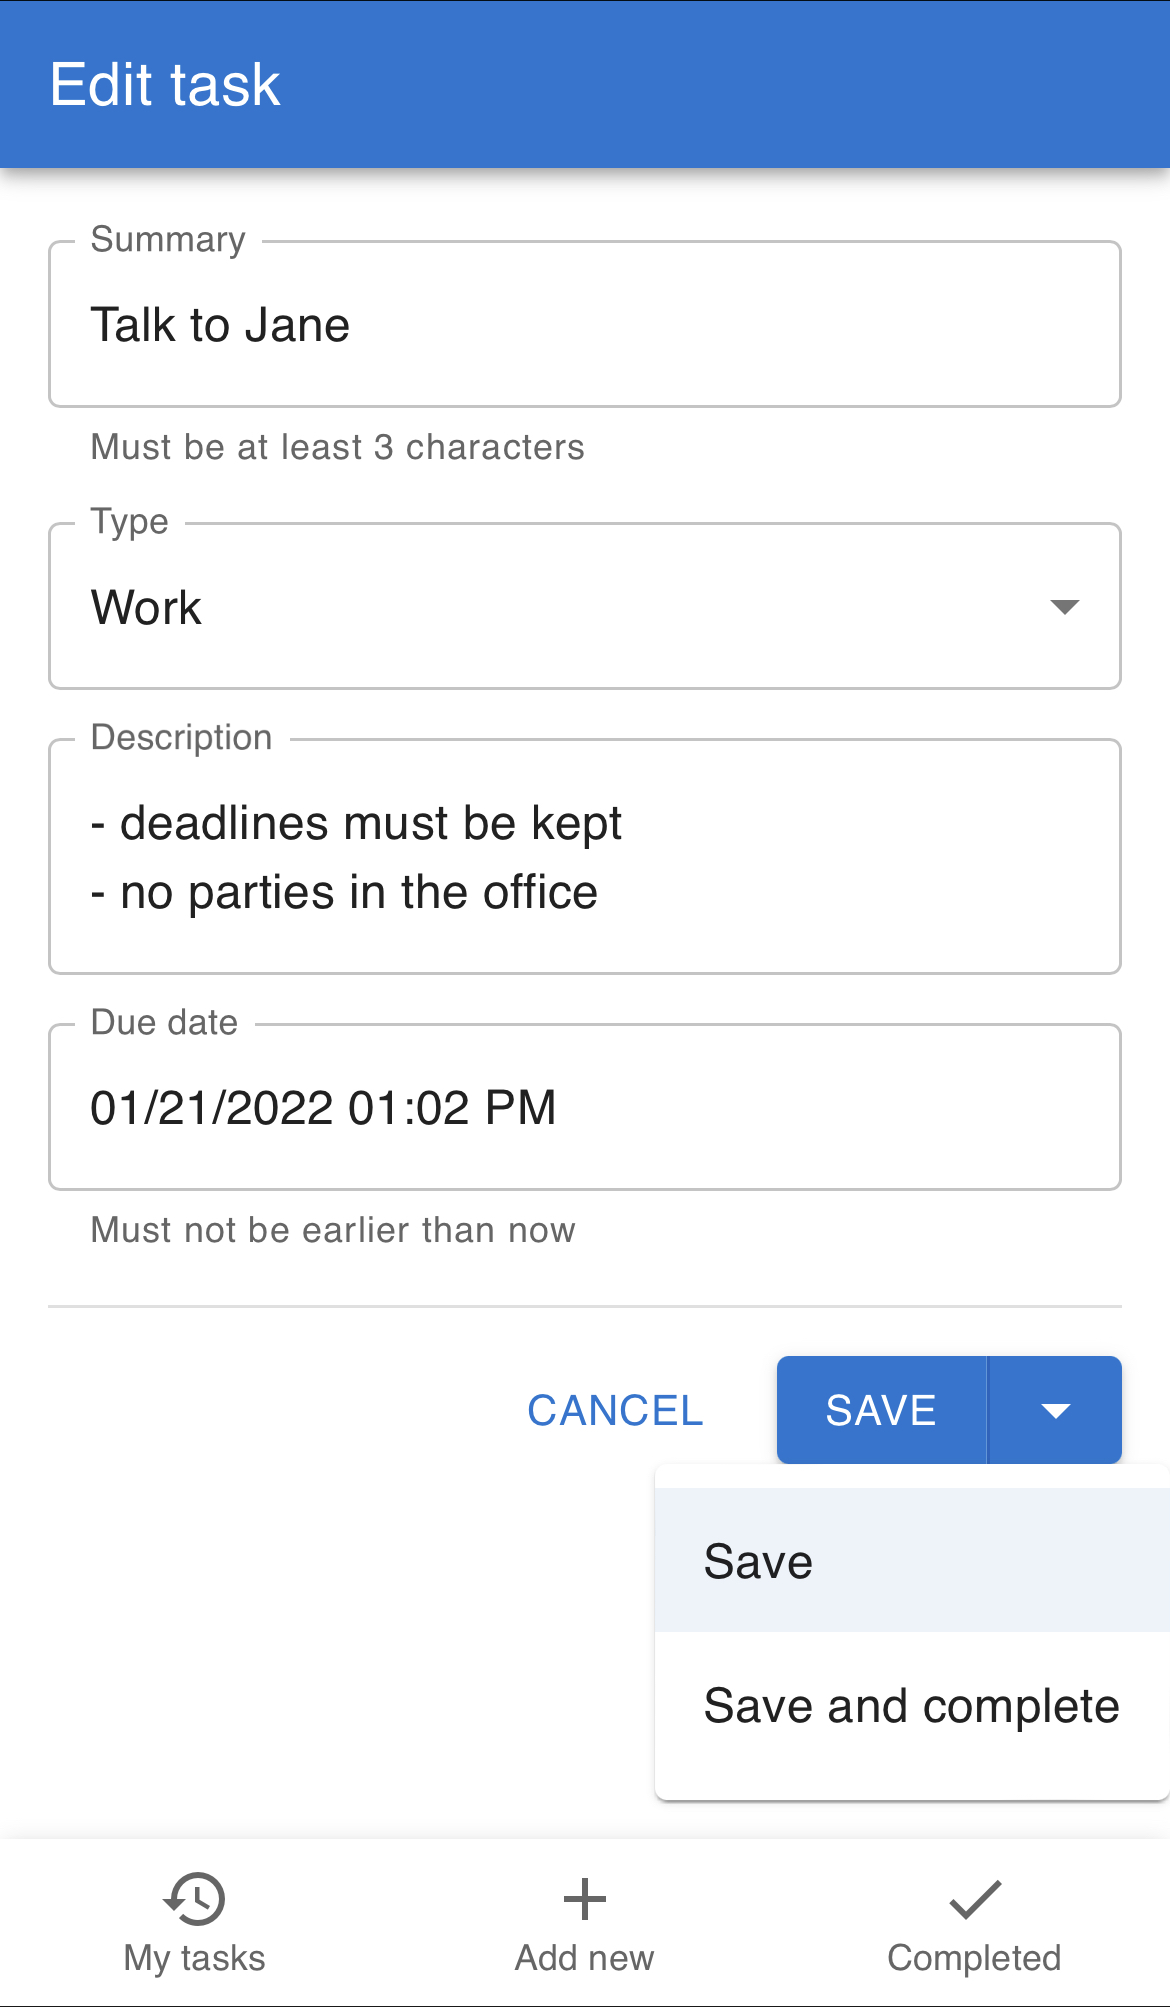 Edit task
Summary
Talk to Jane
Must be at least 3 characters
Type
Work
Description
- deadlines must be kept
- no parties in the office
Due date
01/21/2022 01:02 PM
Must not be earlier than now
CANCEL SAVE
Save
Save and complete
My tasks Add new Completed